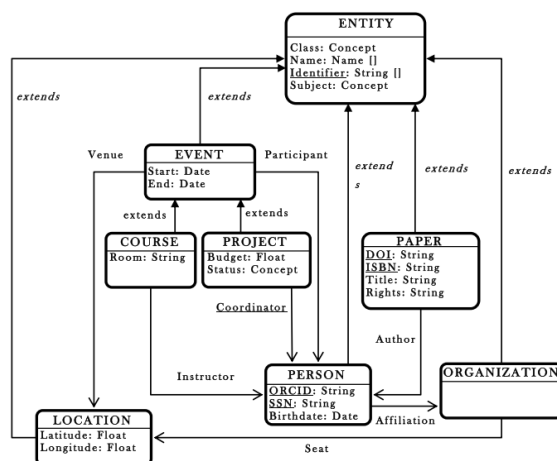 ENTITY
Class: Concept
Name: Name []
Identifier: String []
Subject: Concept
extends
extends
extend
s
extends
extends
Venue
EVENT
Participant
Start: Date
End: Date
extends
extends
COURSE
Room: String
PROJECT
Budget: Float
Status: Concept
PAPER
DOI: String
ISBN: String
Title: String
Rights: String
Coordinator
Author
Instructor
PERSON
ORCID: String
SSN: String
Birthdate: Date
ORGANIZATION
Affiliation
LOCATION
Latitude: Float
Longitude: Float
Seat